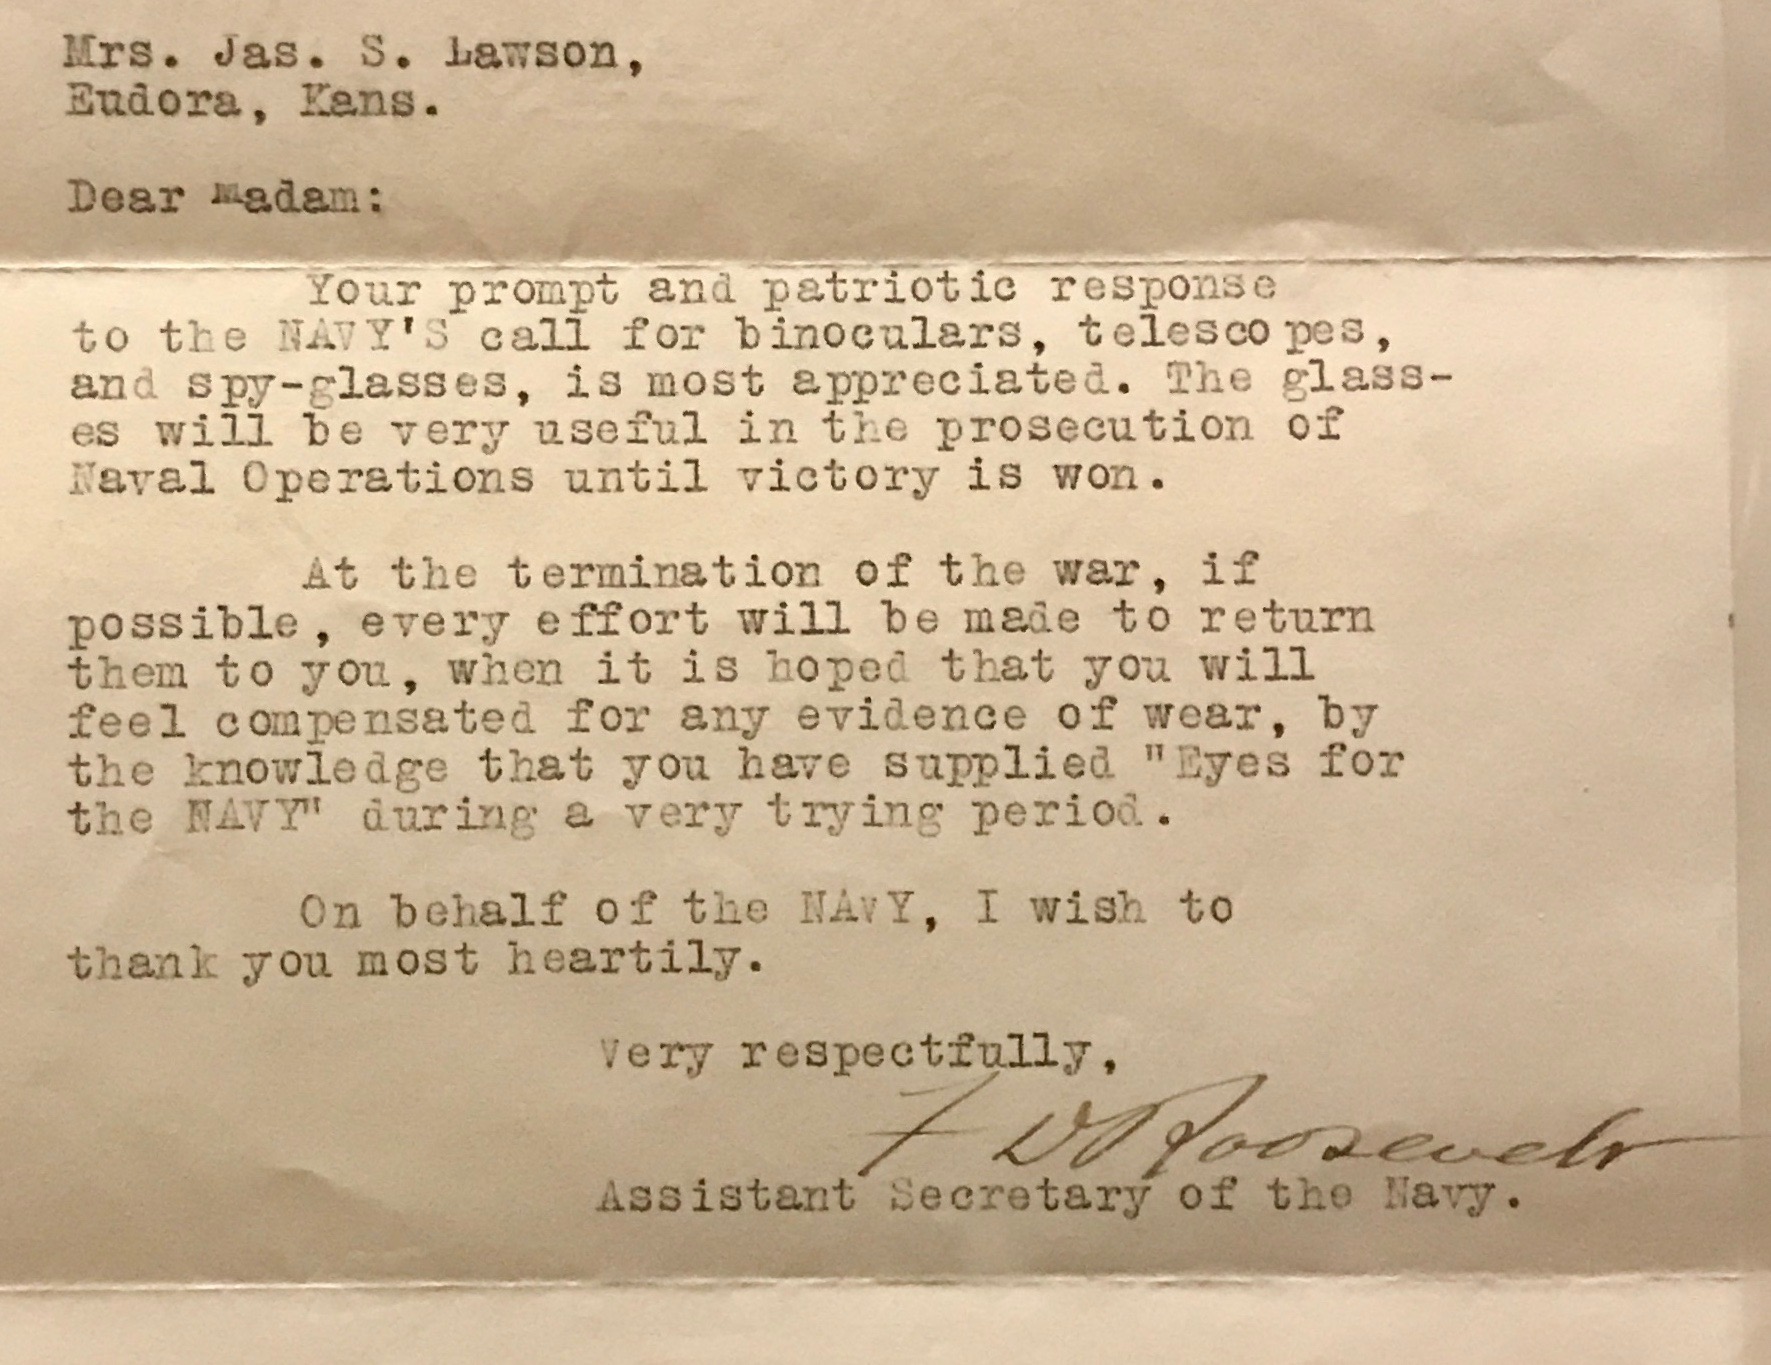 Mrs. Jas. S. Lawson,
Eudora, Kans.
Dear Madam:
Your prompt and patriotic response
to the NAVY'S call for binoculars, telescopes,
and spy-glasses, is most appreciated. The glass-
es will be very useful in the prosecution of
Naval Operations until victory is won.
At the termination of the war, if
possible, every effort will be made to return
them to you, when it is hoped that you will
feel compensated for any evidence of wear, by
the knowledge that you have supplied "Eyes for
the NAVY" during a very trying period.
On behalf of the NAVY, I wish to
thank you most heartily.
Very respectfully,
F D Roosevelt
Assistant Secretary of the Navy.